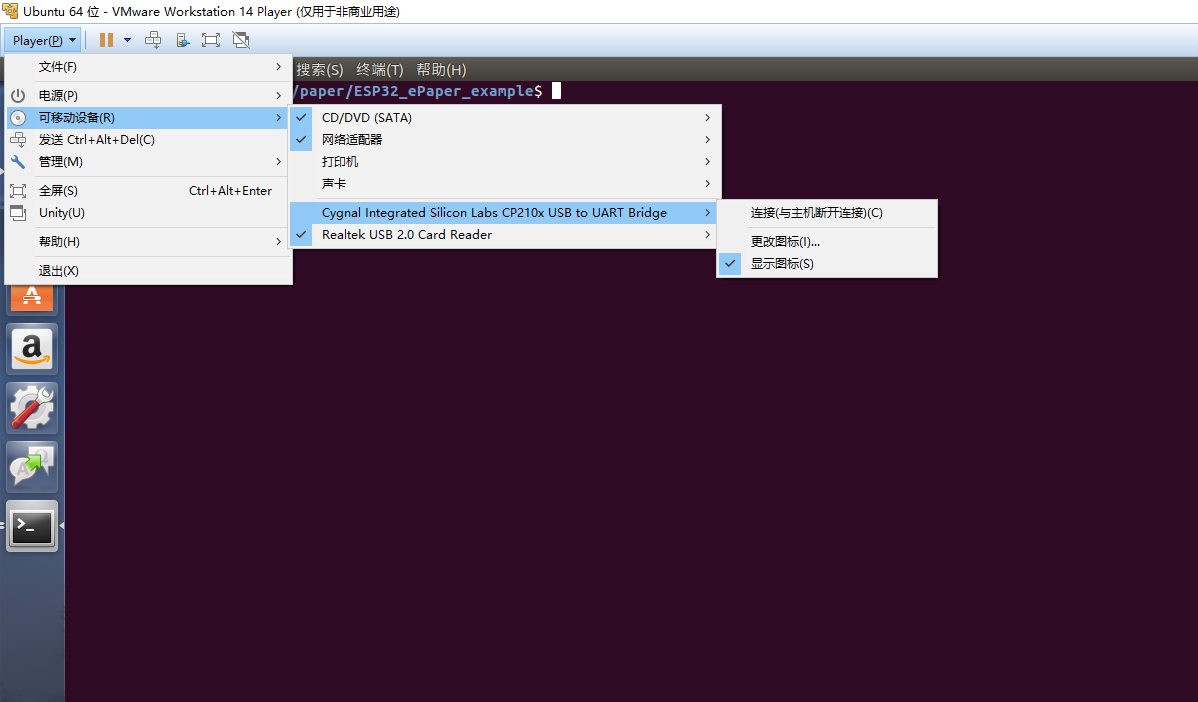 Ubuntu 64 位 - VMware Workstation 14 Player (仅用于非商业用途)
Player(P)
文件(F)
搜索(S) 终端(T) 帮助(H)
电源(P)
/paper/ESP32_ePaper_example$
可移动设备(R)
CD/DVD (SATA)
发送 Ctrl+Alt+Del(C)
网络适配器
管理(M)
打印机
声卡
全屏(S) Ctrl+Alt+Enter
Unity(U)
Cygnal Integrated Silicon Labs CP210x USB to UART Bridge
连接(与主机断开连接)(C)
Realtek USB 2.0 Card Reader
帮助(H)
更改图标(I)...
显示图标(S)
退出(X)
A
a
A
>_